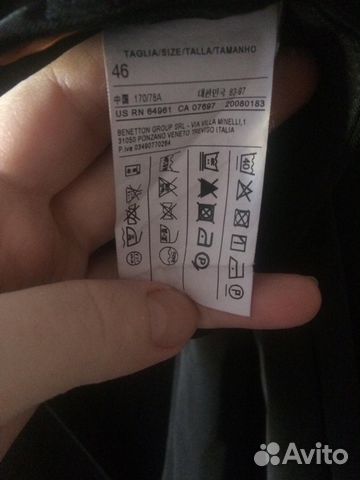 TAGLIA/SIZE/TALLA/TAMANHO
46
中国 170/78A 대한민국 82-97
US RN 64961 CA 07697 20080183
BENETTON GROUP SRL - VIA VILLA MINELLI,1
31050 PONZANO VENETO TREVISO ITALIA
P.iva 03490770264
40
P
P
Avito